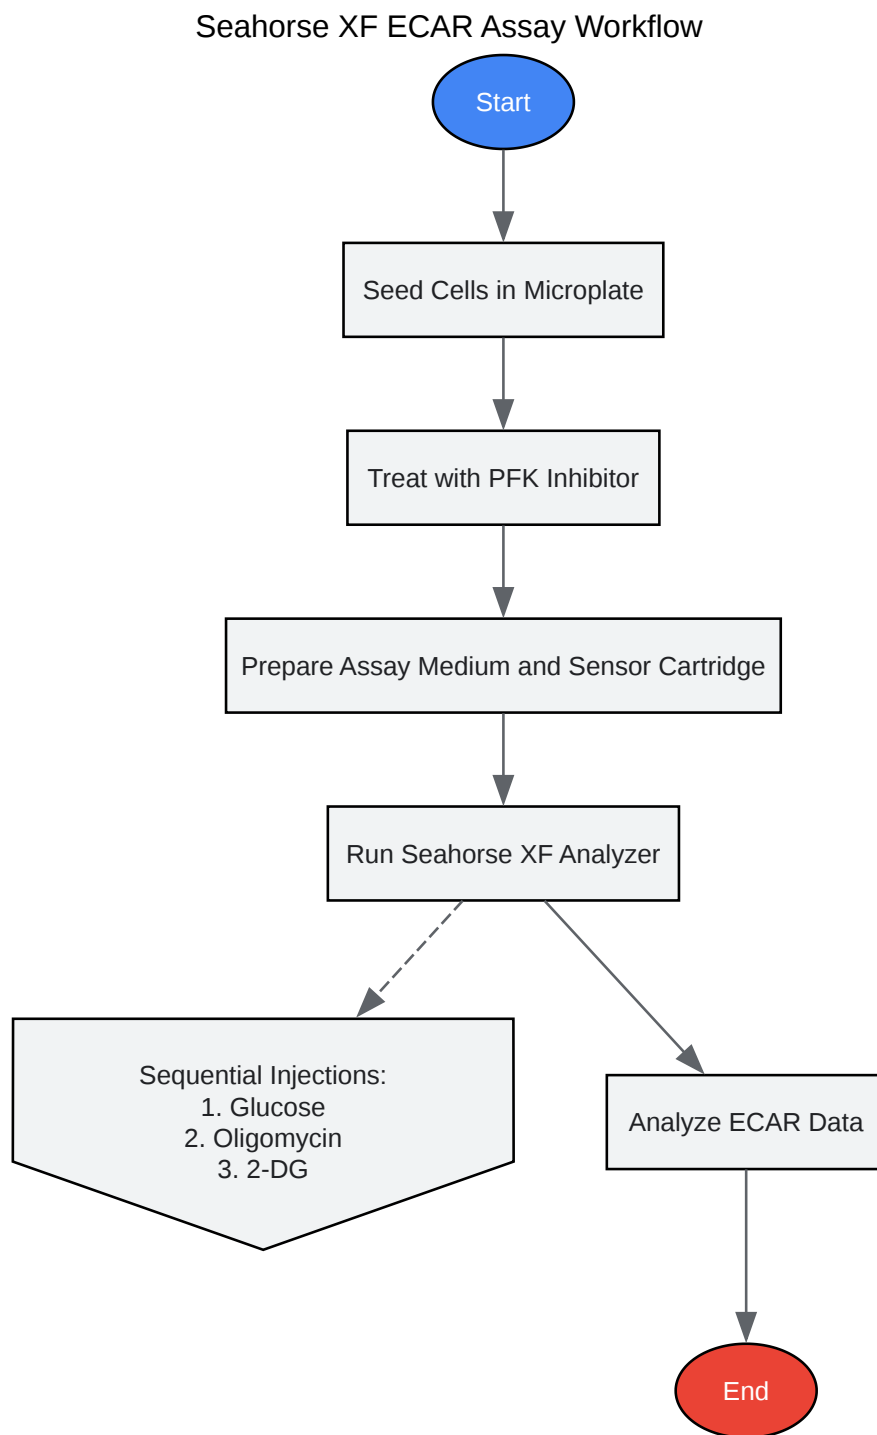 Seahorse XF ECAR Assay Workflow
Start
Seed Cells in Microplate
Treat with PFK Inhibitor
Prepare Assay Medium and Sensor Cartridge
Run Seahorse XF Analyzer
Sequential Injections:
1. Glucose
2. Oligomycin
3. 2-DG
Analyze ECAR Data
End